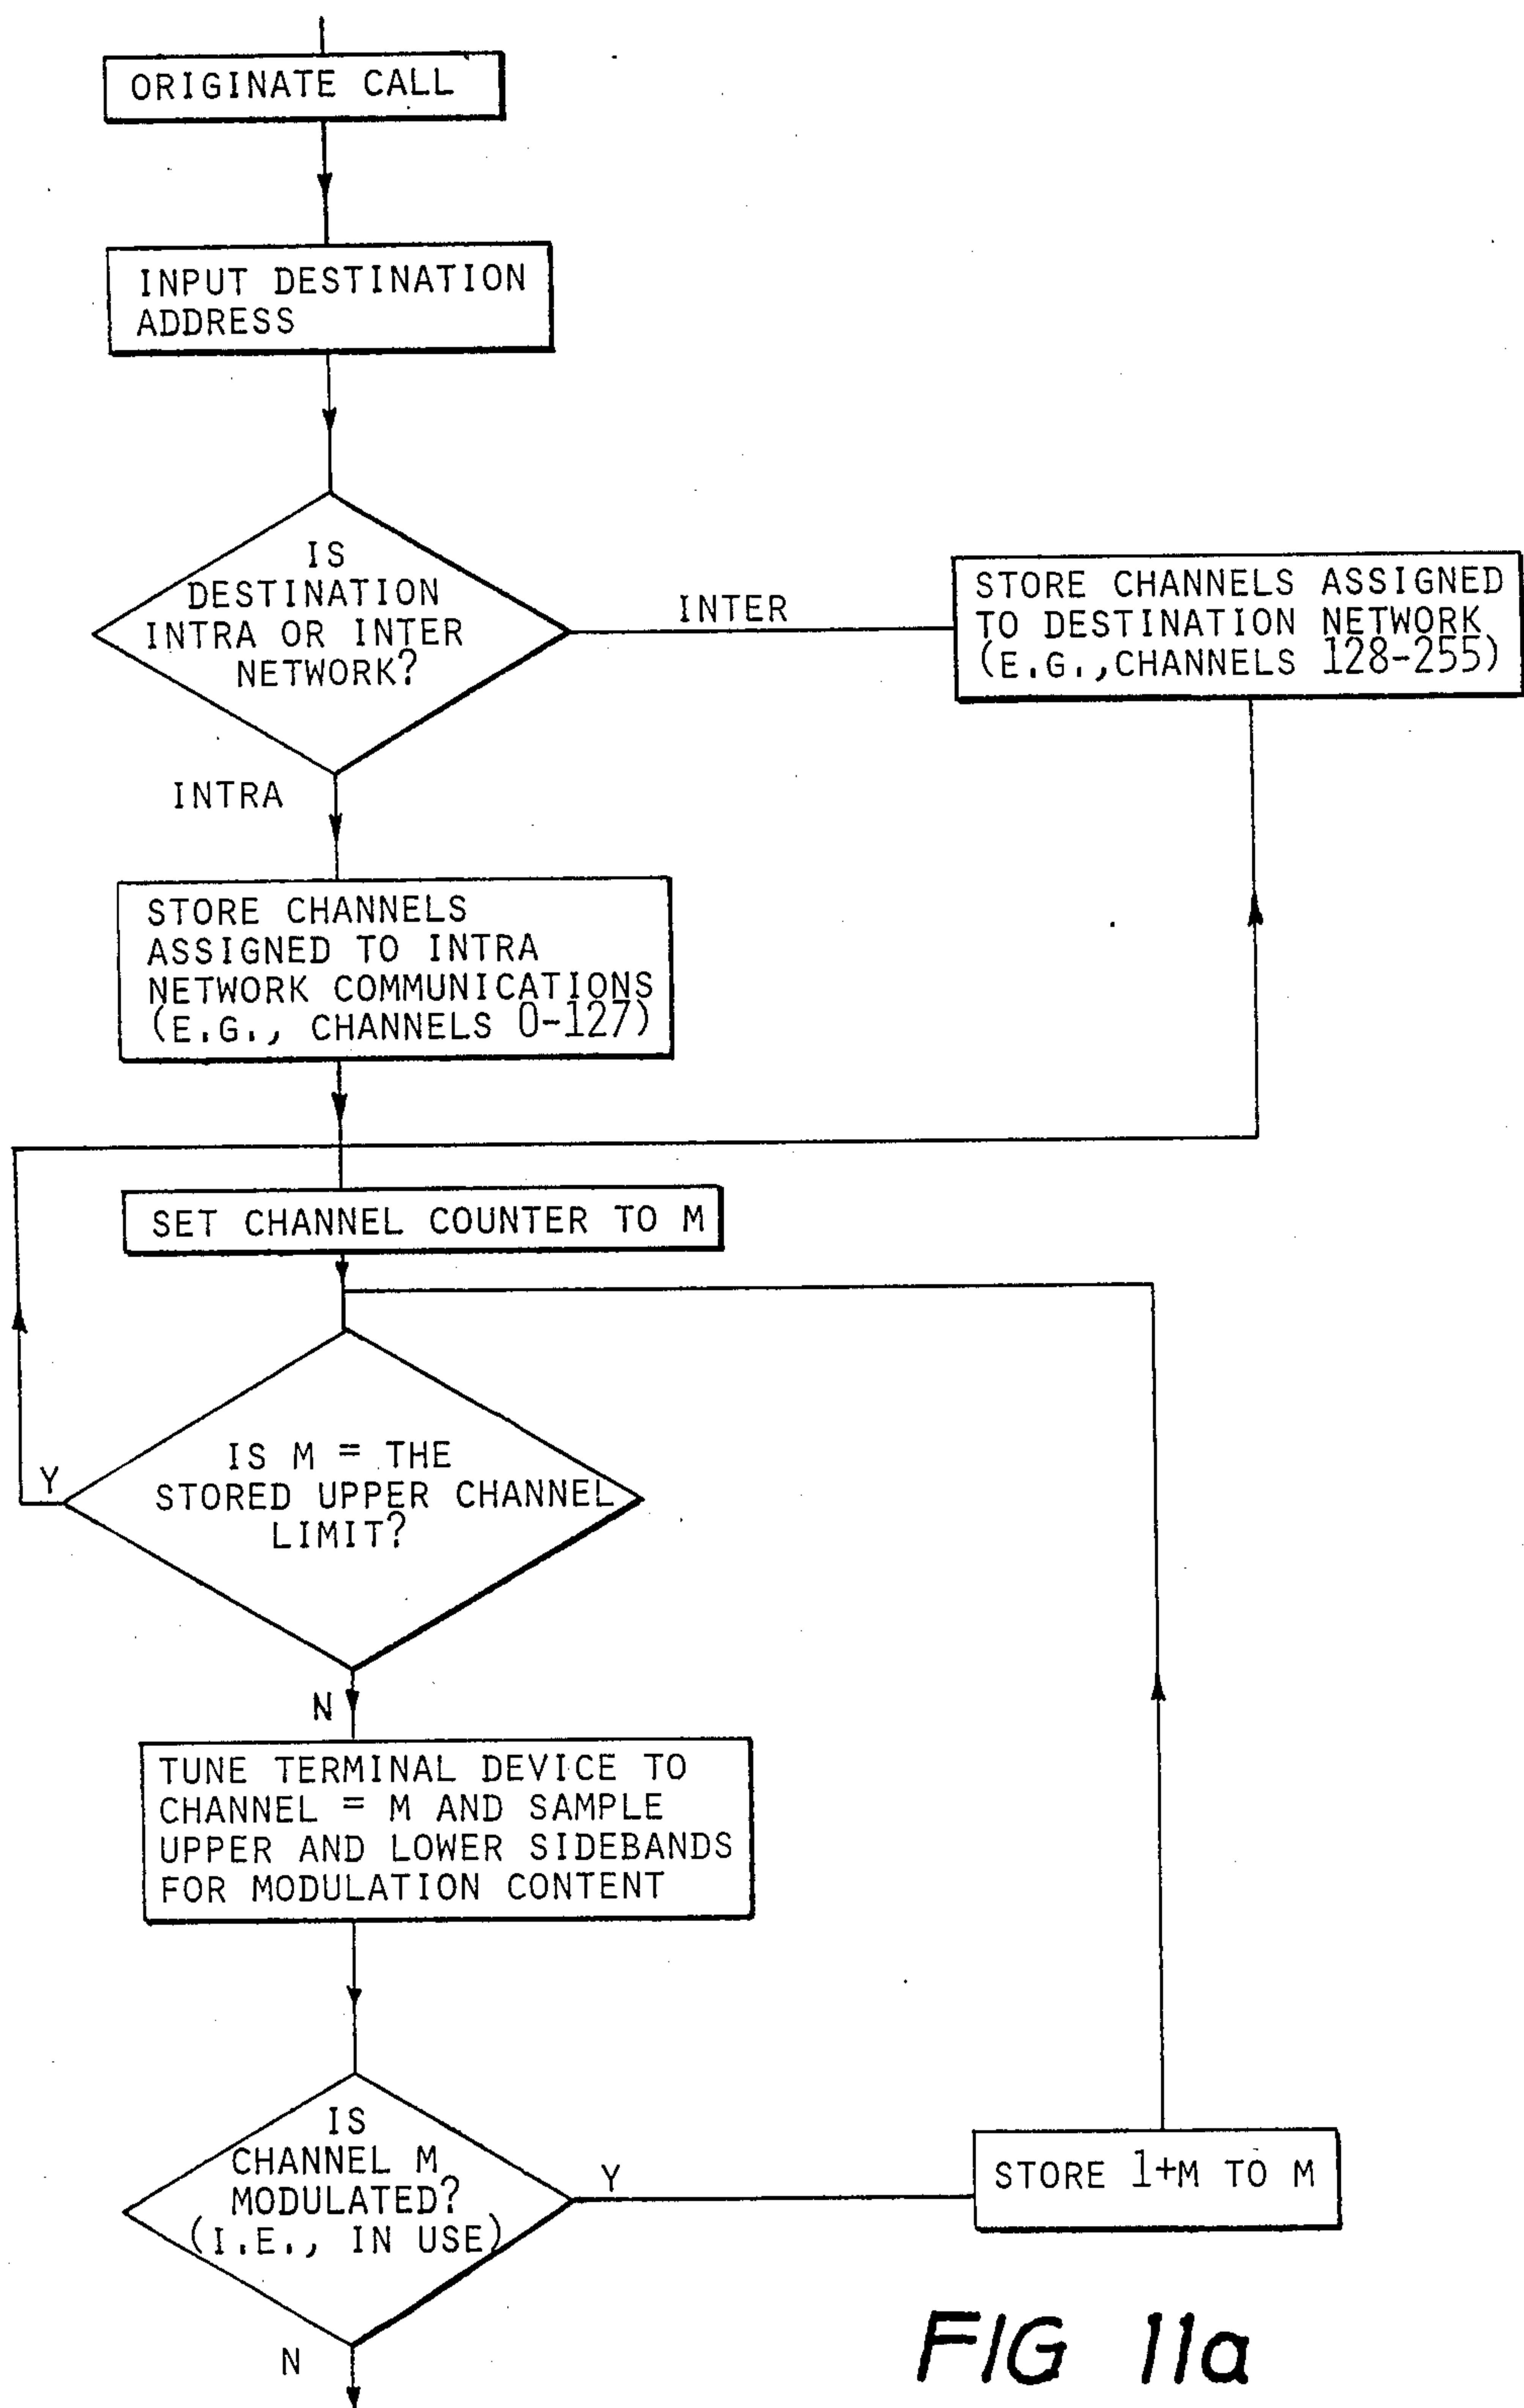 ORIGINATE CALL
INPUT DESTINATION
ADDRESS
IS
DESTINATION
INTRA OR INTER
NETWORK?
INTER
STORE CHANNELS ASSIGNED
TO DESTINATION NETWORK
(E.G.,CHANNELS 128-255)
INTRA
STORE CHANNELS
ASSIGNED TO INTRA
NETWORK COMMUNICATIONS
(E.G., CHANNELS 0-127)
SET CHANNEL COUNTER TO M
IS M = THE
STORED UPPER CHANNEL
LIMIT?
Y
N
TUNE TERMINAL DEVICE TO
CHANNEL = M AND SAMPLE
UPPER AND LOWER SIDEBANDS
FOR MODULATION CONTENT
IS
CHANNEL M
MODULATED?
(I.E., IN USE)
Y
STORE 1+M TO M
N
FIG 11a